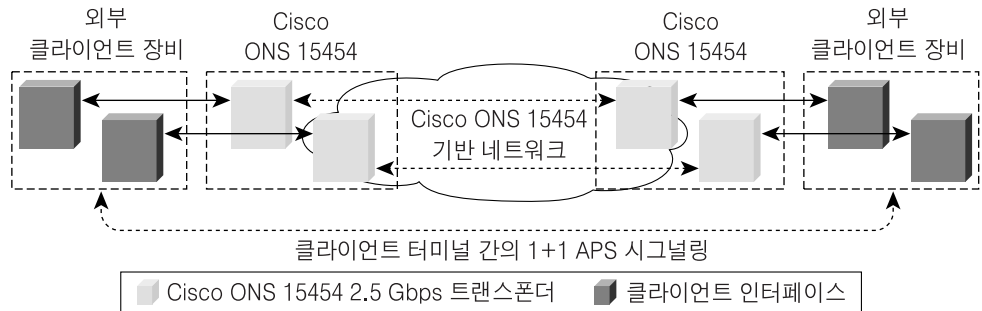 외부
클라이언트 장비
Cisco
ONS 15454
Cisco
ONS 15454
외부
클라이언트 장비
Cisco ONS 15454
기반 네트워크
클라이언트 터미널 간의 1+1 APS 시그널링
Cisco ONS 15454 2.5 Gbps 트랜스폰더
클라이언트 인터페이스